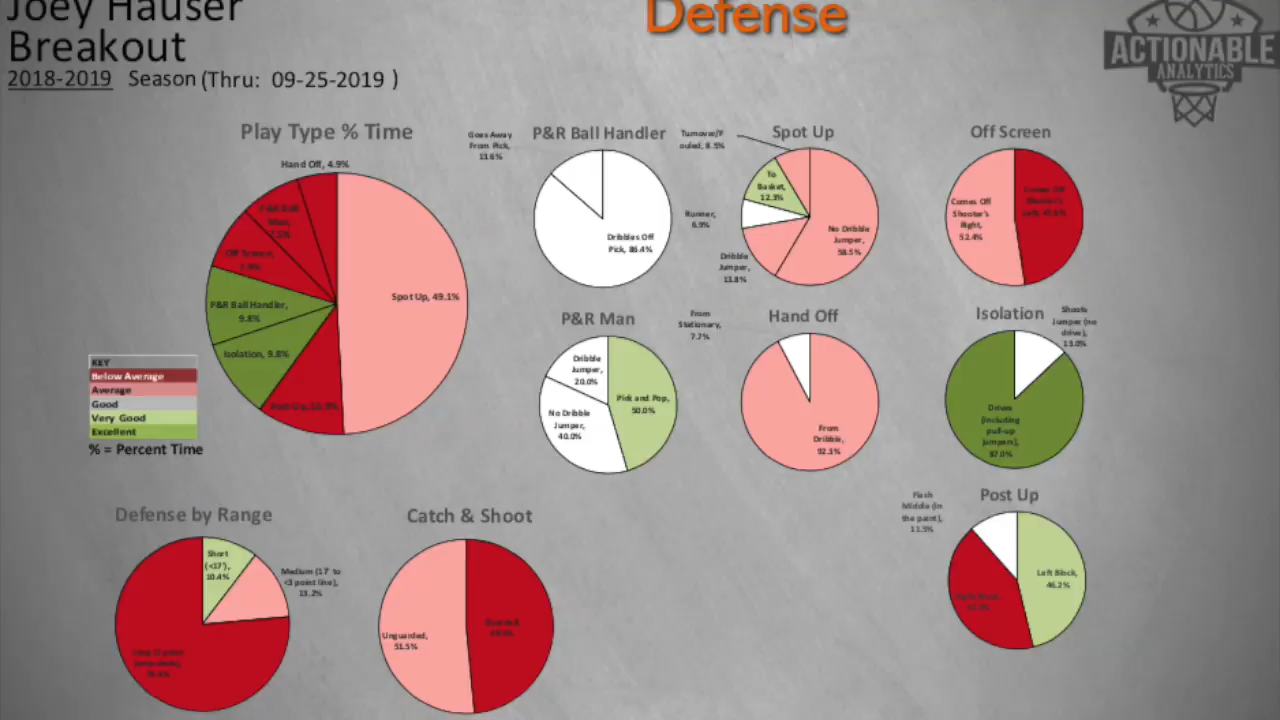 Joey Hauser
Breakout
2018-2019 Season (Thru: 09-25-2019 )
Defense
ACTIONABLE
ANALYTICS
Play Type % Time
Hand Off, 4.9%
Spot Up, 49.1%
P&R Ball Handler,
9.8%
Isolation, 9.8%
KEY
Below Average
Average
Good
Very Good
Excellent
% = Percent Time
P&R Ball Handler
Goes Away
From Pick,
13.6%
Dribbles Off
Pick, 86.4%
Spot Up
Turnover/F
ouled, 8.5%
To
Basket,
12.3%
Runner,
6.9%
Dribble
Jumper,
13.8%
No Dribble
Jumper,
58.5%
Off Screen
Comes Off
Shooter's
Right,
52.4%
Comes Off
Shooter's
P&R Man
Dribble
Jumper,
20.0%
No Dribble
Jumper,
40.0%
Pick and Pop,
50.0%
Hand Off
From
Stationary,
7.7%
From
Dribble,
92.3%
Isolation
Shoots
Jumper (no
drive),
13.0%
Drives
(including
pull-up
jumpers),
87.0%
Defense by Range
Short
(<17'),
10.4%
Medium (17' to
<3 point line),
13.2%
Catch & Shoot
Unguarded,
51.5%
Post Up
Flash
Middle (in
the paint),
11.5%
Left Block,
46.2%